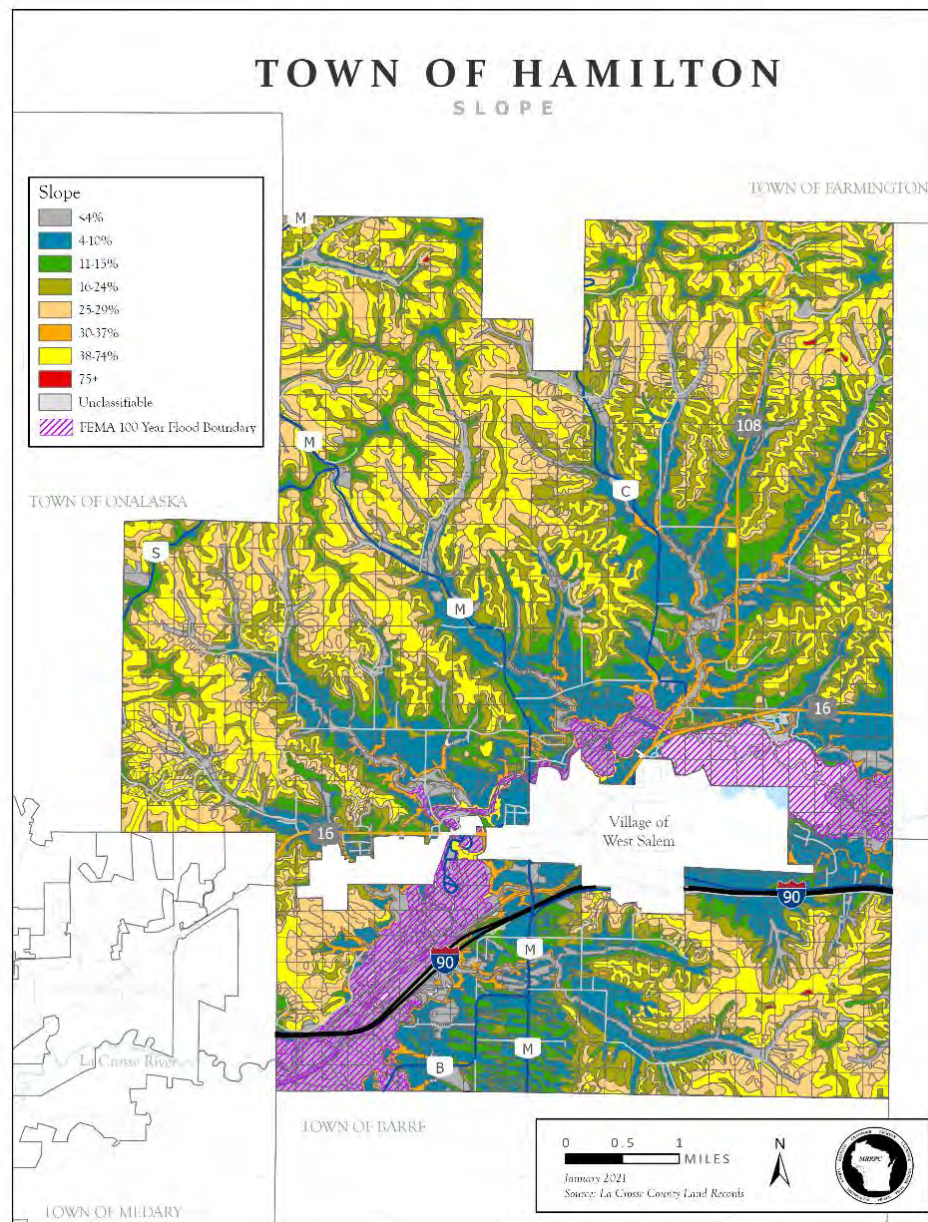 TOWN OF HAMILTON
SLOPE
TOWN OF FARMINGTON
Slope
<4%
4-10%
11-15%
16-24%
25-29%
30-37%
38-74%
75+
Unclassifiable
FEMA 100 Year Flood Boundary
M
108
M
C
TOWN OF ONALASKA
S
M
16
Village of
West Salem
16
90
M
90
M
La Crosse River
B
TOWN OF BARRE
0 0.5 1
MILES
N
January 2021
Source: La Crosse County Land Records
MRRPC
TOWN OF MEDARY